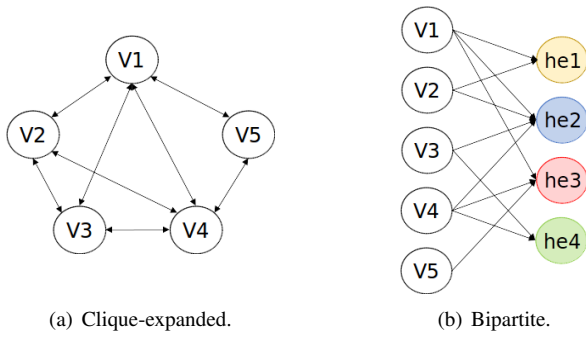 V1
V2
V5
V3
V4
(a) Clique-expanded.
V1
he1
V2
he2
V3
he3
V4
he4
V5
(b) Bipartite.